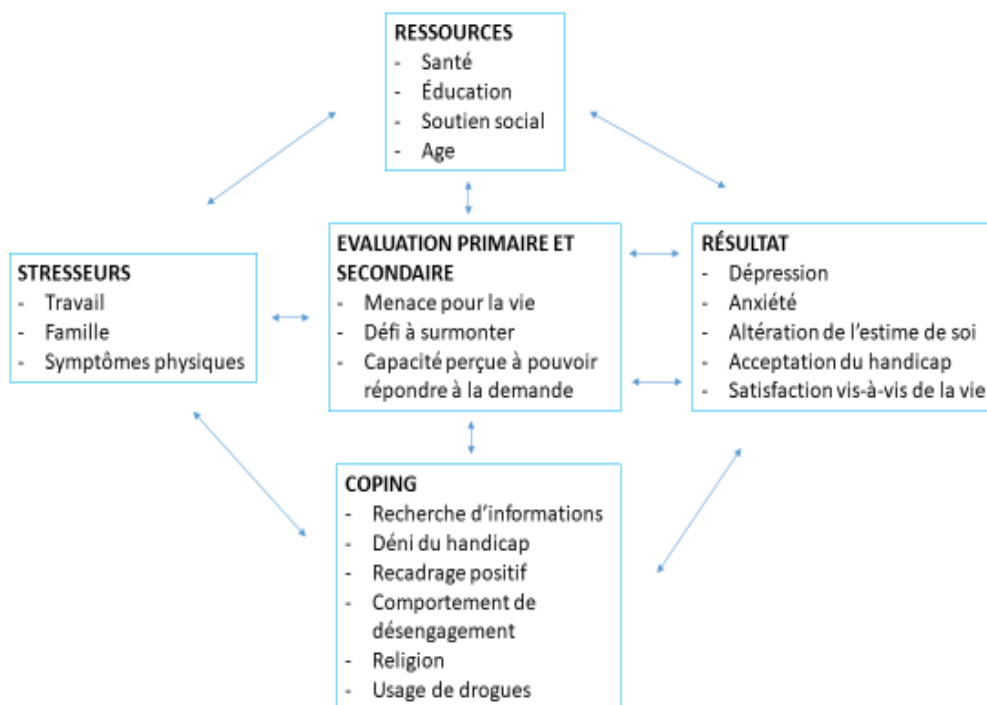 RESSOURCES
- Santé
- Éducation
- Soutien social
- Age
STRESSEURS
- Travail
- Famille
- Symptômes physiques
EVALUATION PRIMAIRE ET
SECONDAIRE
- Menace pour la vie
- Défi à surmonter
- Capacité perçue à pouvoir
répondre à la demande
RÉSULTAT
- Dépression
- Anxiété
- Altération de l'estime de soi
- Acceptation du handicap
- Satisfaction vis-à-vis de la vie
COPING
- Recherche d'informations
- Déni du handicap
- Recadrage positif
- Comportement de
désengagement
- Religion
- Usage de drogues